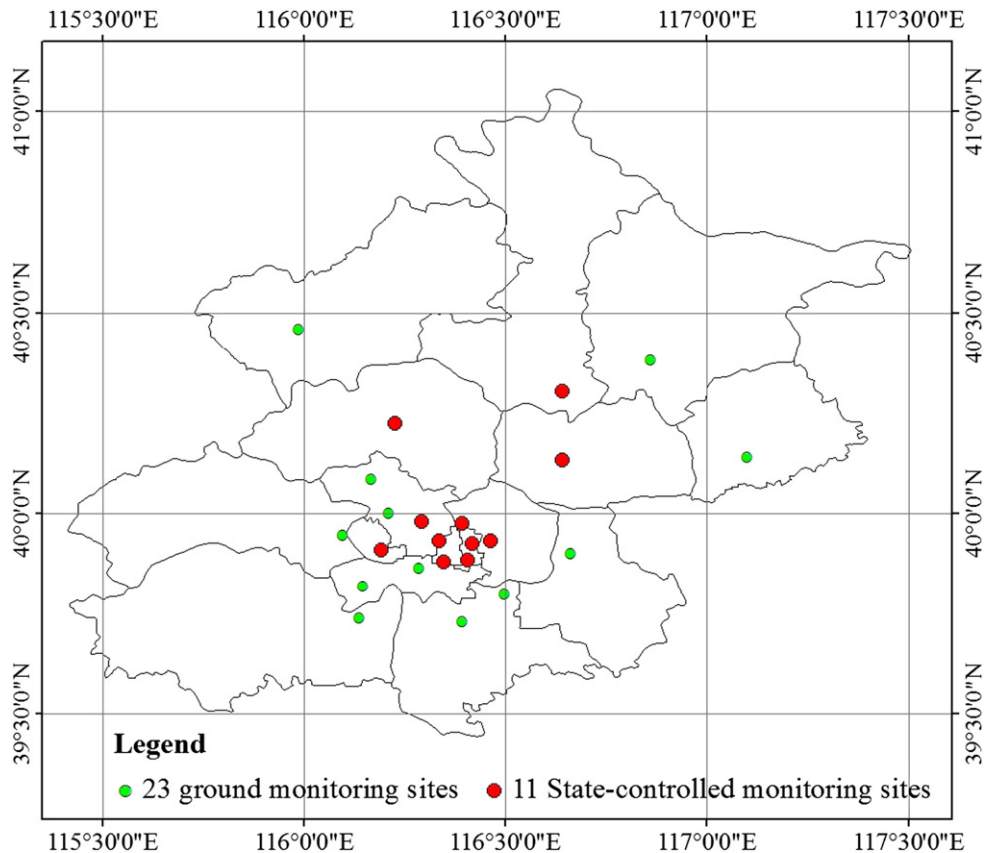 115°30'0"E 116°0'0"E 116°30'0"E 117°0'0"E 117°30'0"E
41°0'0"N 41°0'0"N
40°30'0"N 40°30'0"N
40°0'0"N 40°0'0"N
39°30'0"N 39°30'0"N
Legend
23 ground monitoring sites 11 State-controlled monitoring sites
115°30'0"E 116°0'0"E 116°30'0"E 117°0'0"E 117°30'0"E